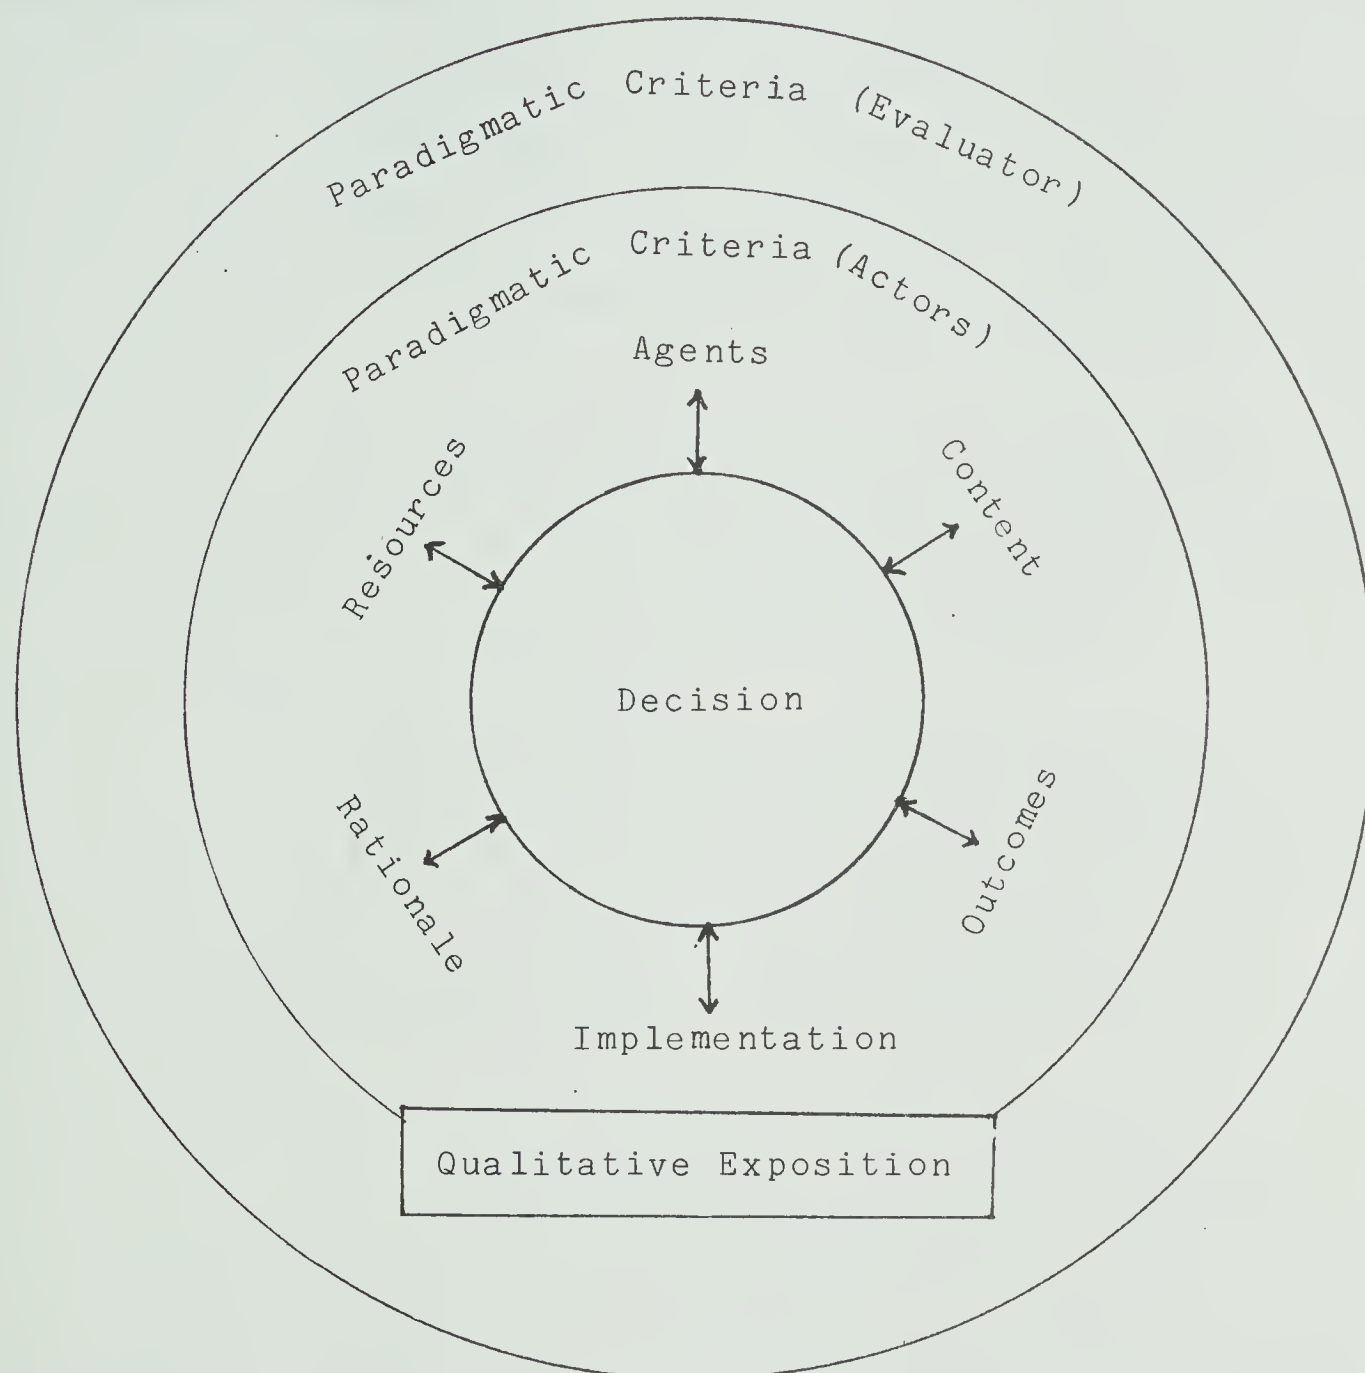 Paradigmatic Criteria (Evaluator)
Paradigmatic Criteria (Actors)
Agents
Resources
Content
Decision
Rationale
Outcomes
Implementation
Qualitative Exposition